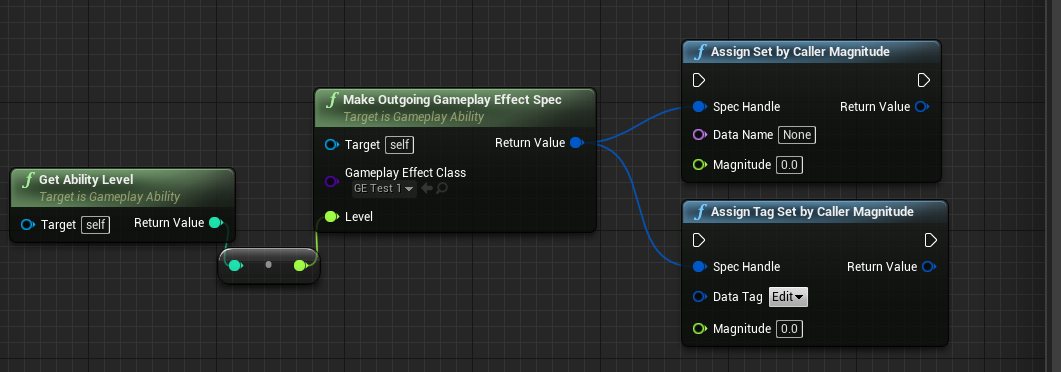 Get Ability Level
Target is Gameplay Ability
Target self
Return Value
Make Outgoing Gameplay Effect Spec
Target is Gameplay Ability
Target self
Return Value
Gameplay Effect Class
GE Test 1
Level
Assign Set by Caller Magnitude
Spec Handle
Return Value
Data Name None
Magnitude 0.0
Assign Tag Set by Caller Magnitude
Spec Handle
Return Value
Data Tag Edit
Magnitude 0.0